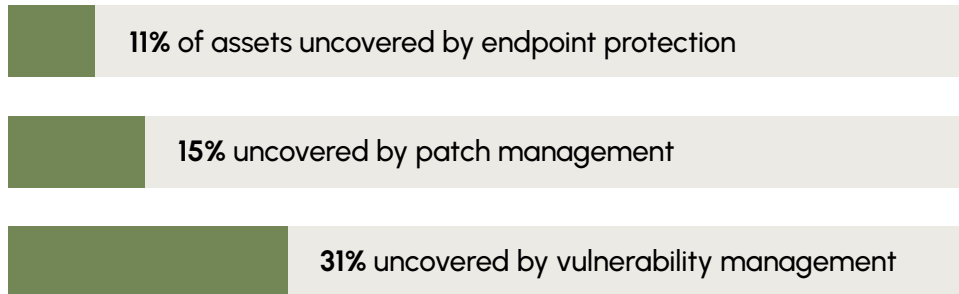 11% of assets uncovered by endpoint protection
15% uncovered by patch management
31% uncovered by vulnerability management